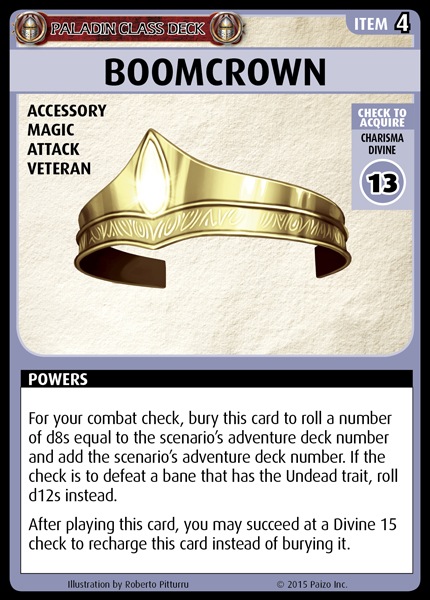 PALADIN CLASS DECK
ITEM 4
BOOMCROWN
ACCESSORY
MAGIC
ATTACK
VETERAN
CHECK TO
ACQUIRE
CHARISMA
DIVINE
13
POWERS
For your combat check, bury this card to roll a number
of d8s equal to the scenario’s adventure deck number
and add the scenario’s adventure deck number. If the
check is to defeat a bane that has the Undead trait, roll
d12s instead.
After playing this card, you may succeed at a Divine 15
check to recharge this card instead of burying it.
Illustration by Roberto Pitturru
© 2015 Paizo Inc.